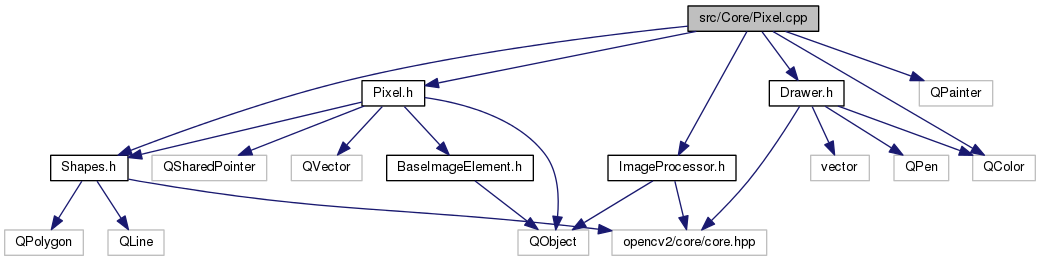 src/Core/Pixel.cpp
Pixel.h
Drawer.h
QPainter
Shapes.h
QSharedPointer
QVector
BaseImageElement.h
ImageProcessor.h
vector
QPen
QColor
QPolygon
QLine
QObject
opencv2/core/core.hpp